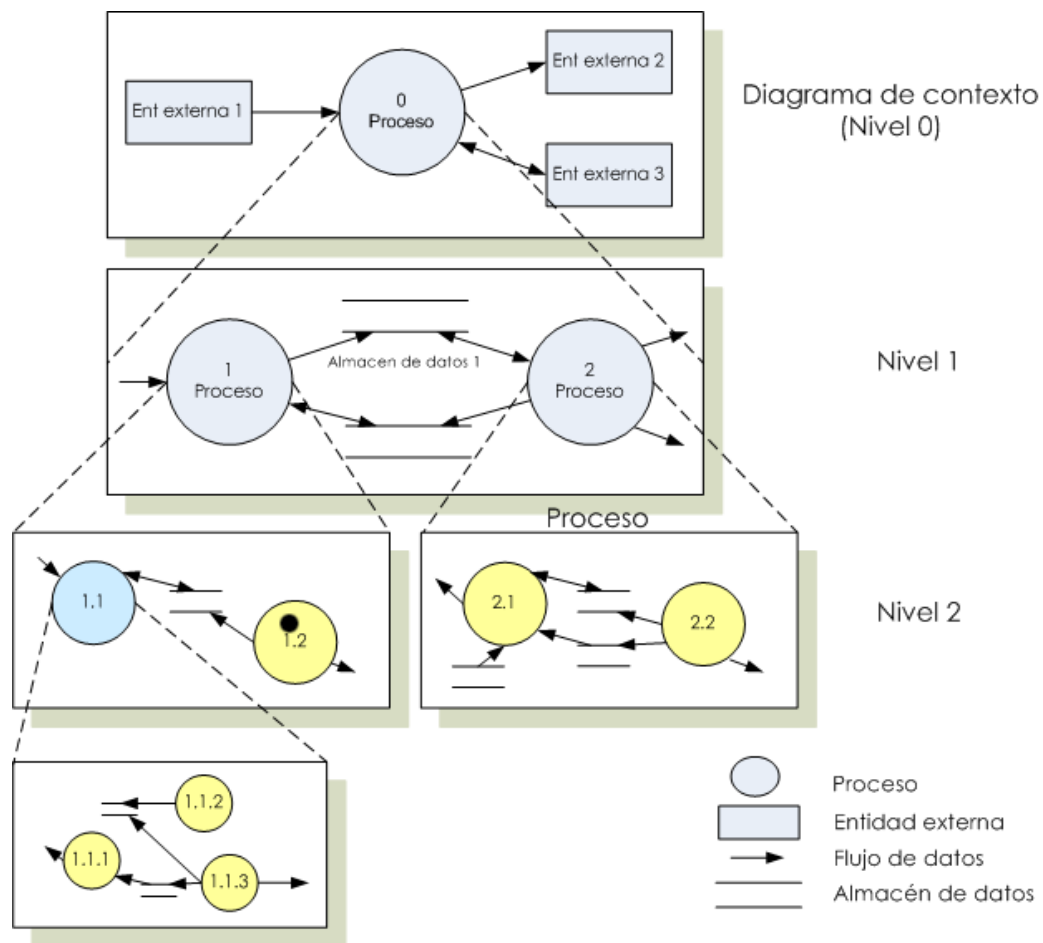 Ent externa 1
0
Proceso
Ent externa 2
Ent externa 3
Diagrama de contexto
(Nivel 0)
1
Proceso
Almacen de datos 1
2
Proceso
Nivel 1
Proceso
1.1
1.2
2.1
2.2
Nivel 2
1.1.2
1.1.1
1.1.3
Proceso
Entidad externa
Flujo de datos
Almacén de datos